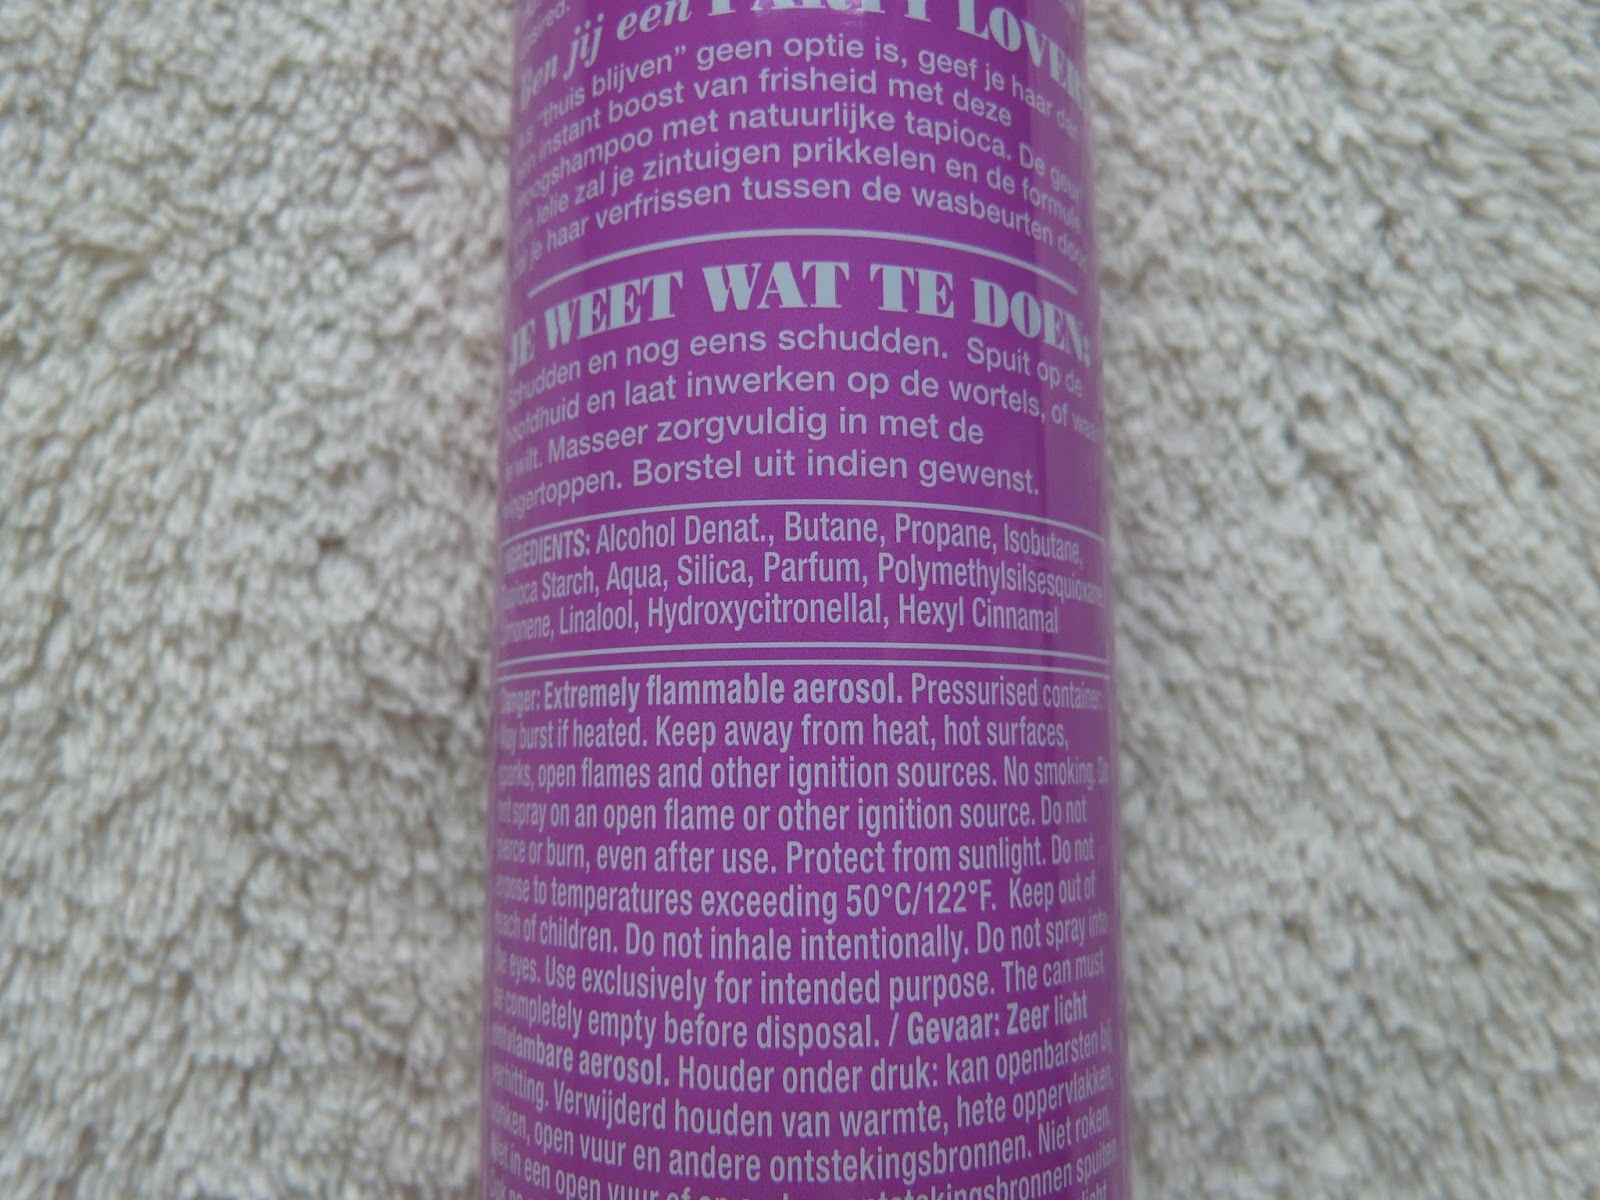 Ben jij een PARTY LOVER
"thuis blijven" geen optie is, geef je haar dan
een instant boost van frisheid met deze
droogshampoo met natuurlijke tapioca. De geur
van lelie zal je zintuigen prikkelen en de formule
je haar verfrissen tussen de wasbeurten door
JE WEET WAT TE DOEN:
Schudden en nog eens schudden. Spuit op de
hoofdhuid en laat inwerken op de wortels, of waar
je wilt. Masseer zorgvuldig in met de
vingertoppen. Borstel uit indien gewenst.
INGREDIENTS: Alcohol Denat., Butane, Propane, Isobutane,
Tapioca Starch, Aqua, Silica, Parfum, Polymethylsilsesquioxane,
Limonene, Linalool, Hydroxycitronellal, Hexyl Cinnamal
Danger: Extremely flammable aerosol. Pressurised container:
May burst if heated. Keep away from heat, hot surfaces,
sparks, open flames and other ignition sources. No smoking. Do
not spray on an open flame or other ignition source. Do not
pierce or burn, even after use. Protect from sunlight. Do not
expose to temperatures exceeding 50°C/122°F. Keep out of
reach of children. Do not inhale intentionally. Do not spray into
the eyes. Use exclusively for intended purpose. The can must
be completely empty before disposal. / Gevaar: Zeer licht
ontvlambare aerosol. Houder onder druk: kan openbarsten bij
verhitting. Verwijderd houden van warmte, hete oppervlakken,
vonken, open vuur en andere ontstekingsbronnen. Niet roken.
Niet in een open vuur of op andere ontstekingsbronnen spuiten.